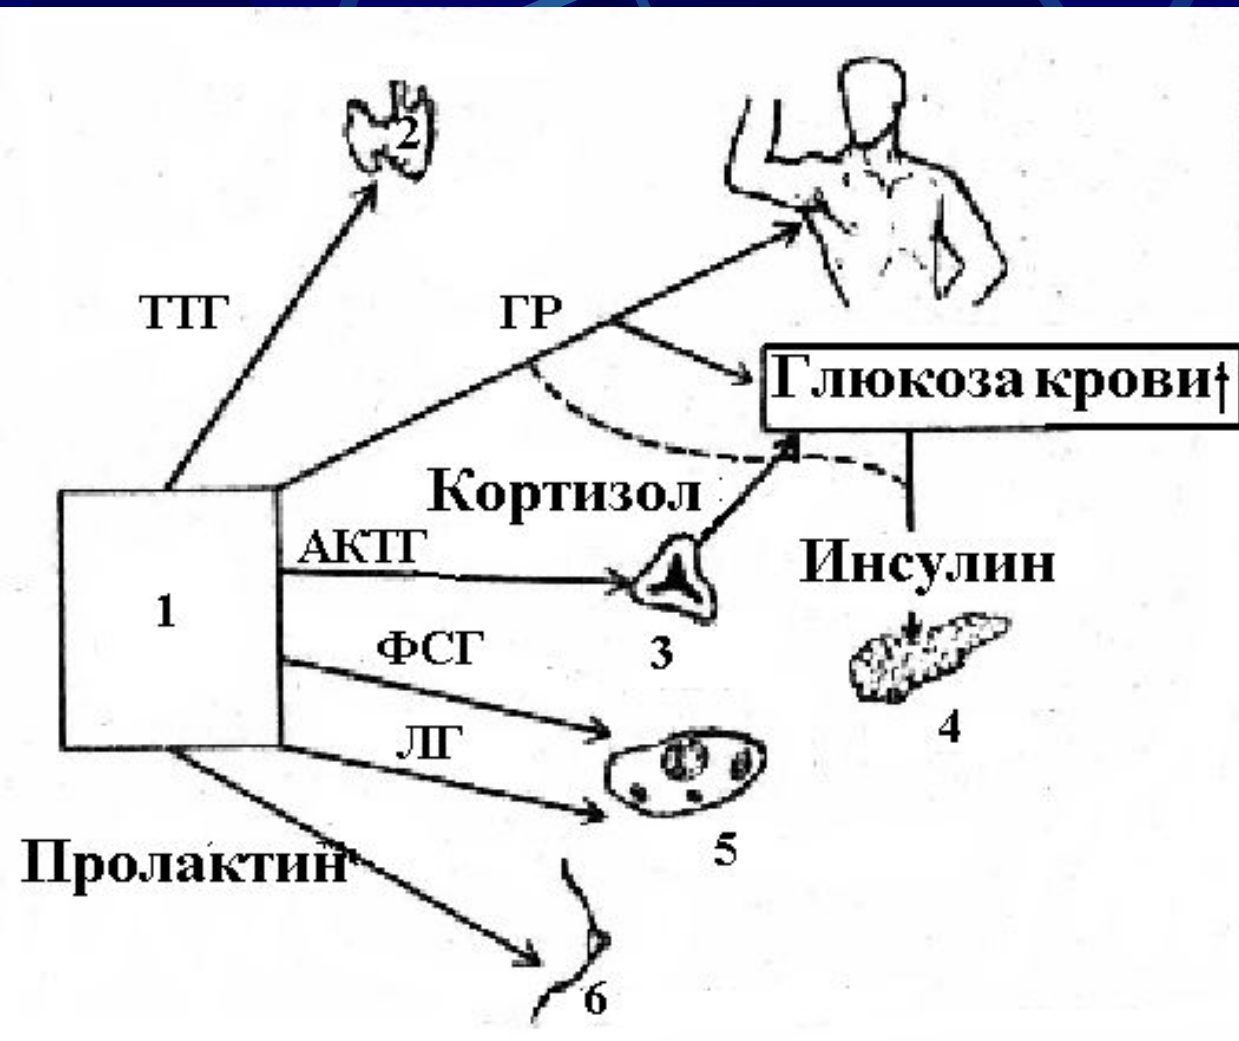 2
ТТГ
ГР
Глюкоза крови↑
Кортизол
АКТГ
Инсулин
1
3
ФСГ
4
ЛГ
5
Пролактин
6